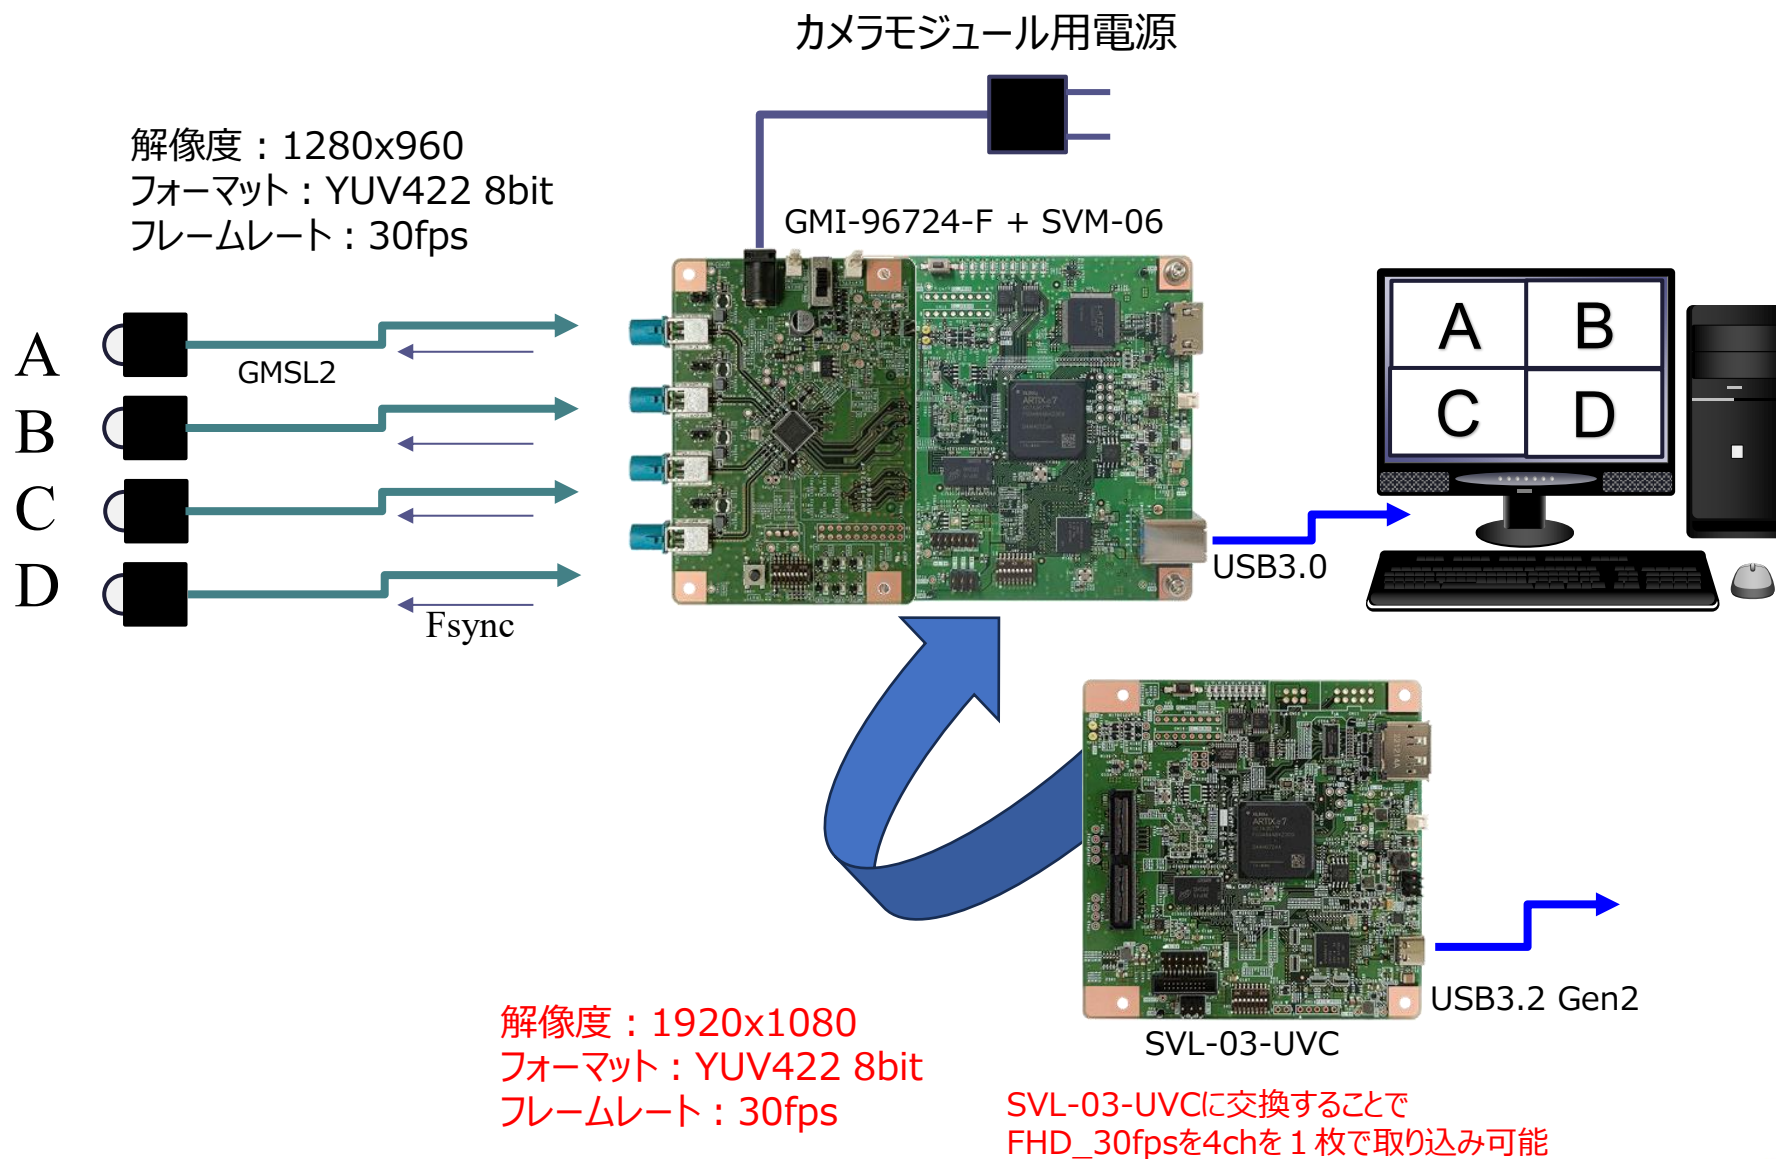 カメラモジュール用電源
解像度：1280x960
フォーマット：YUV422 8bit
フレームレート：30fps
GMI-96724-F + SVM-06
A
GMSL2
B
C
D
Fsync
A B
C D
ARTIX 7
USB3.0
ARTIX 7
USB3.2 Gen2
SVL-03-UVC
解像度：1920x1080
フォーマット：YUV422 8bit
フレームレート：30fps
SVL-03-UVCに交換することで
FHD_30fpsを4chを１枚で取り込み可能